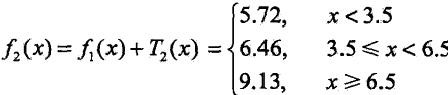 f₂(x) = f₁(x) + T₂(x) = { 5.72, x < 3.5
6.46, 3.5 ⩽ x < 6.5
9.13, x ⩾ 6.5